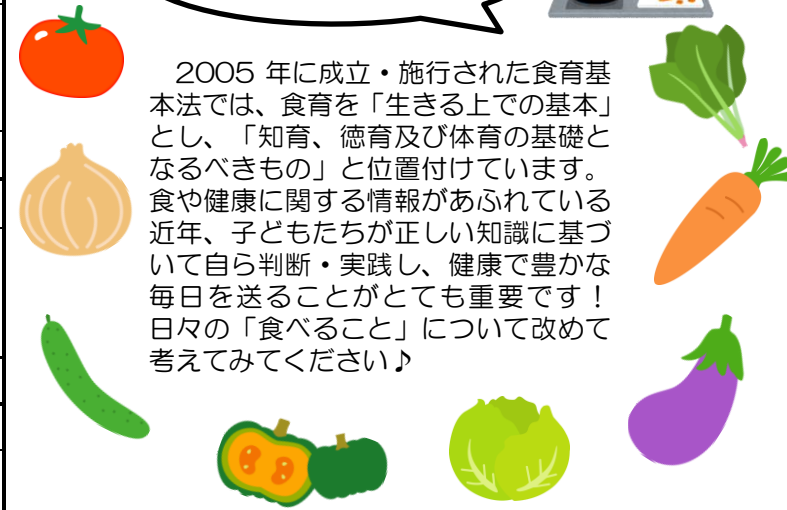 2005 年に成立・施行された食育基
本法では、食育を「生きる上での基本」
とし、「知育、徳育及び体育の基礎と
なるべきもの」と位置付けています。
食や健康に関する情報があふれている
近年、子どもたちが正しい知識に基づ
いて自ら判断・実践し、健康で豊かな
毎日を送ることがとても重要です！
日々の「食べること」について改めて
考えてみてください♪